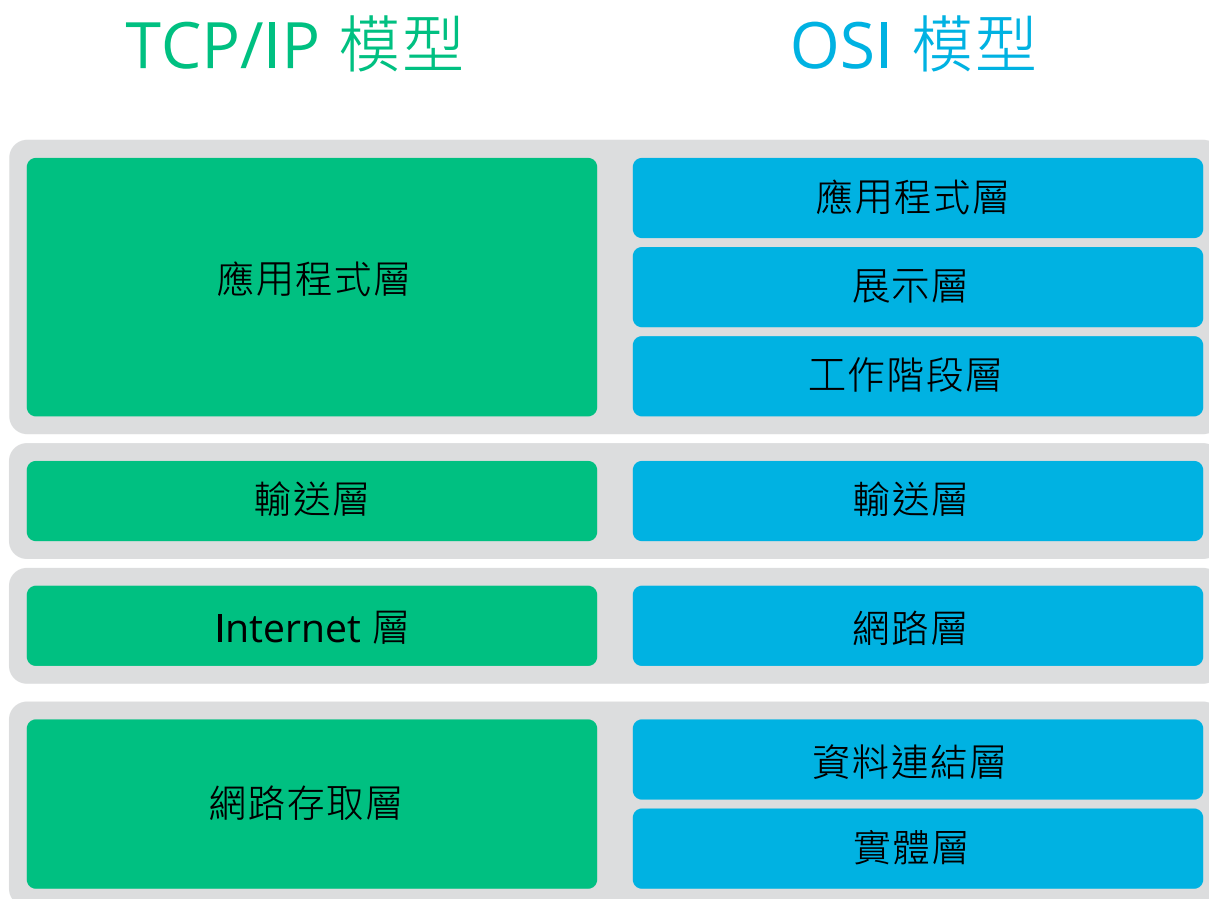 TCP/IP 模型
OSI 模型
應用程式層
應用程式層
展示層
工作階段層
輸送層
輸送層
Internet 層
網路層
網路存取層
資料連結層
實體層